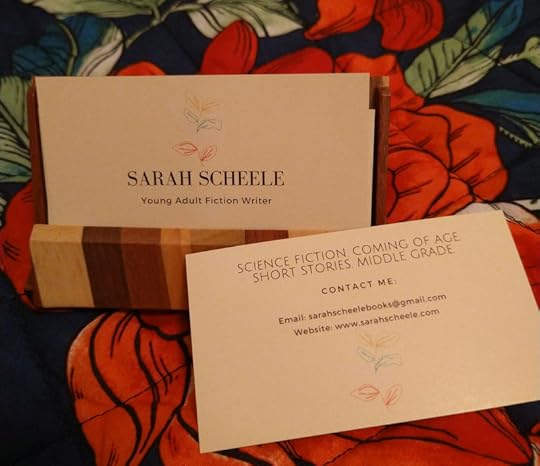 SARAH SCHEELE
Young Adult Fiction Writer
SCIENCE FICTION. COMING OF AGE.
SHORT STORIES. MIDDLE GRADE.
CONTACT ME:
Email: sarahscheelebooks@gmail.com
Website: www.sarahscheele.com